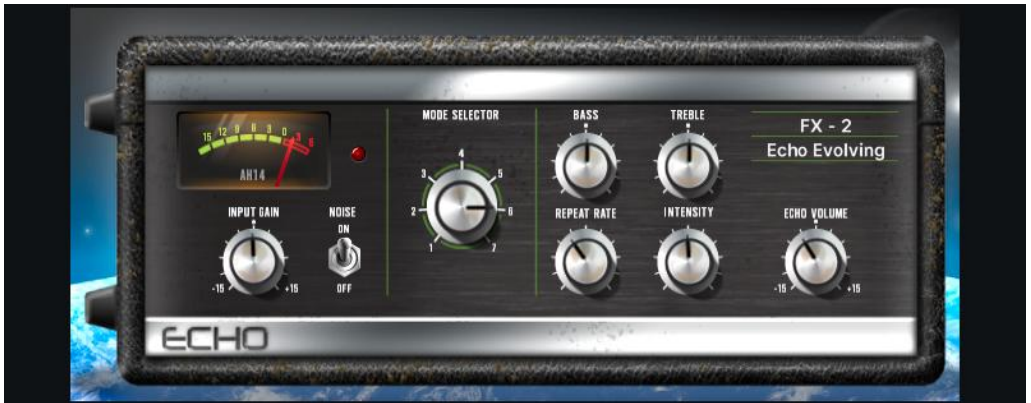 MODE SELECTOR
BASS
TREBLE
FX - 2
Echo Evolving
15 12 9 6 3 0 3 6
AH14
4
3 5
2 6
1 7
INPUT GAIN
NOISE
ON
OFF
-15 +15
REPEAT RATE
INTENSITY
ECHO VOLUME
-15 +15
ECHO